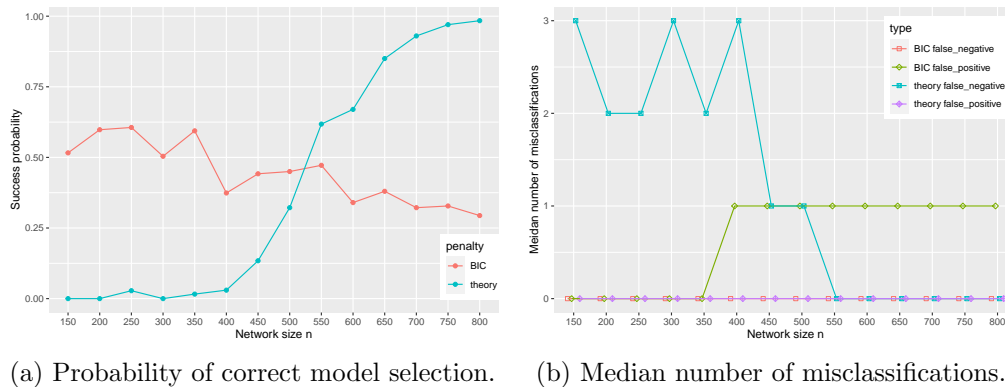 1.00
0.75
0.50
0.25
0.00
Success probability
150 200 250 300 350 400 450 500 550 600 650 700 750 800
Network size n
penalty
BIC
theory
(a) Probability of correct model selection.
3
2
1
0
Meidan number of misclassifications
150 200 250 300 350 400 450 500 550 600 650 700 750 800
Network size n
type
BIC false_negative
BIC false_positive
theory false_negative
theory false_positive
(b) Median number of misclassifications.